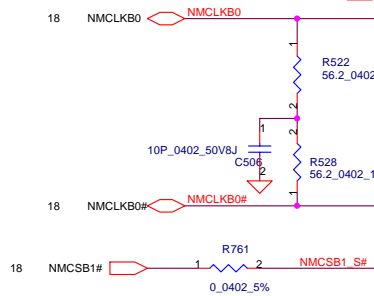 18 NMCLKB0 NMCLKB0
1
R522
56.2_0402
2
1 2
10P_0402_50V8J
C506
2
R528
56.2_0402_1
1
18 NMCLKB0# NMCLKB0#
R761
18 NMCSB1# 1 2 NMCSB1_S#
0_0402_5%